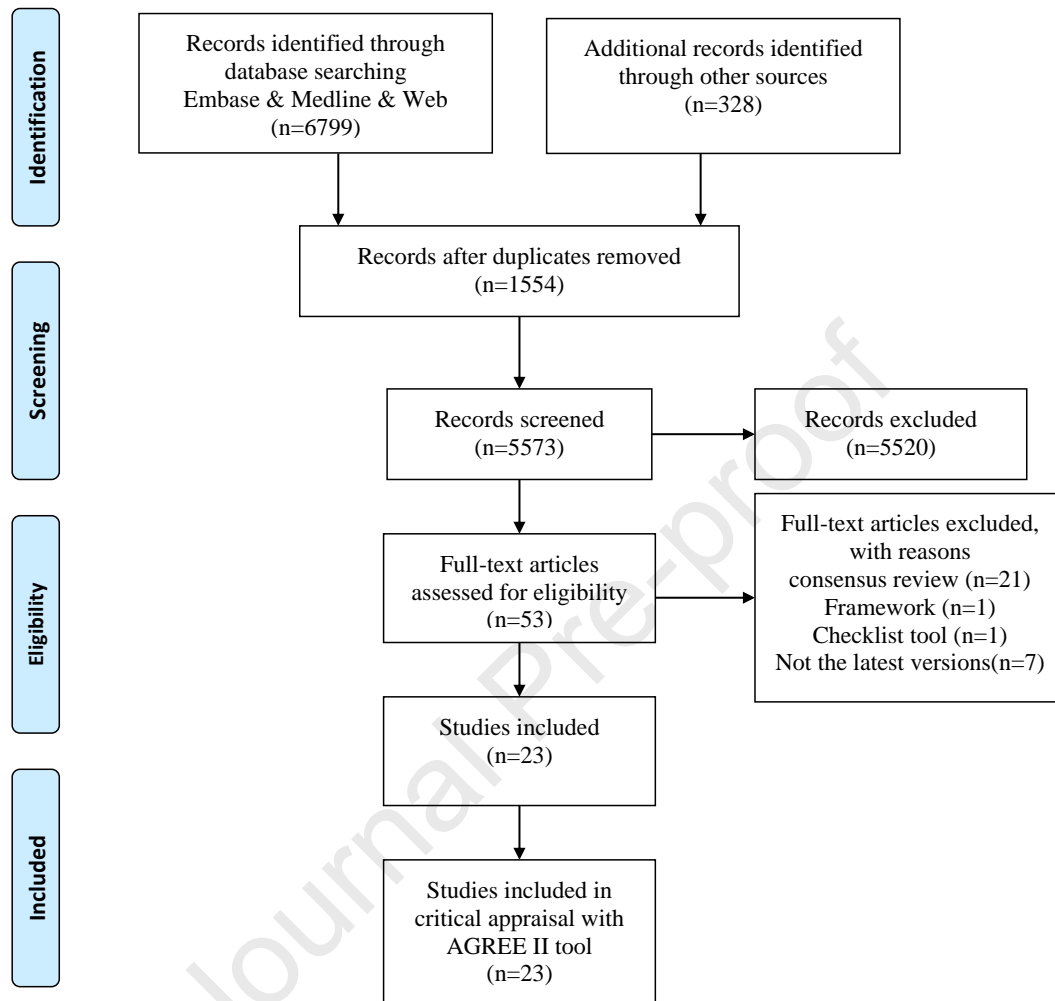 Identification
Records identified through
database searching
Embase & Medline & Web
(n=6799)
Additional records identified
through other sources
(n=328)
Records after duplicates removed
(n=1554)
Screening
Records screened
(n=5573)
Records excluded
(n=5520)
Eligibility
Full-text articles
assessed for eligibility
(n=53)
Full-text articles excluded,
with reasons
consensus review (n=21)
Framework (n=1)
Checklist tool (n=1)
Not the latest versions(n=7)
Studies included
(n=23)
Included
Studies included in
critical appraisal with
AGREE II tool
(n=23)
Journal Pre-proof